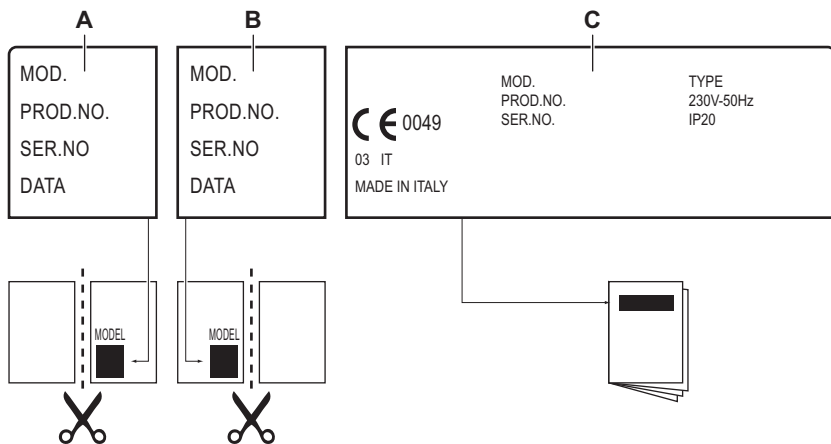 A
B
C
MOD.
PROD.NO.
SER.NO
DATA
MOD.
PROD.NO.
SER.NO
DATA
CE 0049
03 IT
MADE IN ITALY
MOD.
PROD.NO.
SER.NO.
TYPE
230V-50Hz
IP20
MODEL
MODEL